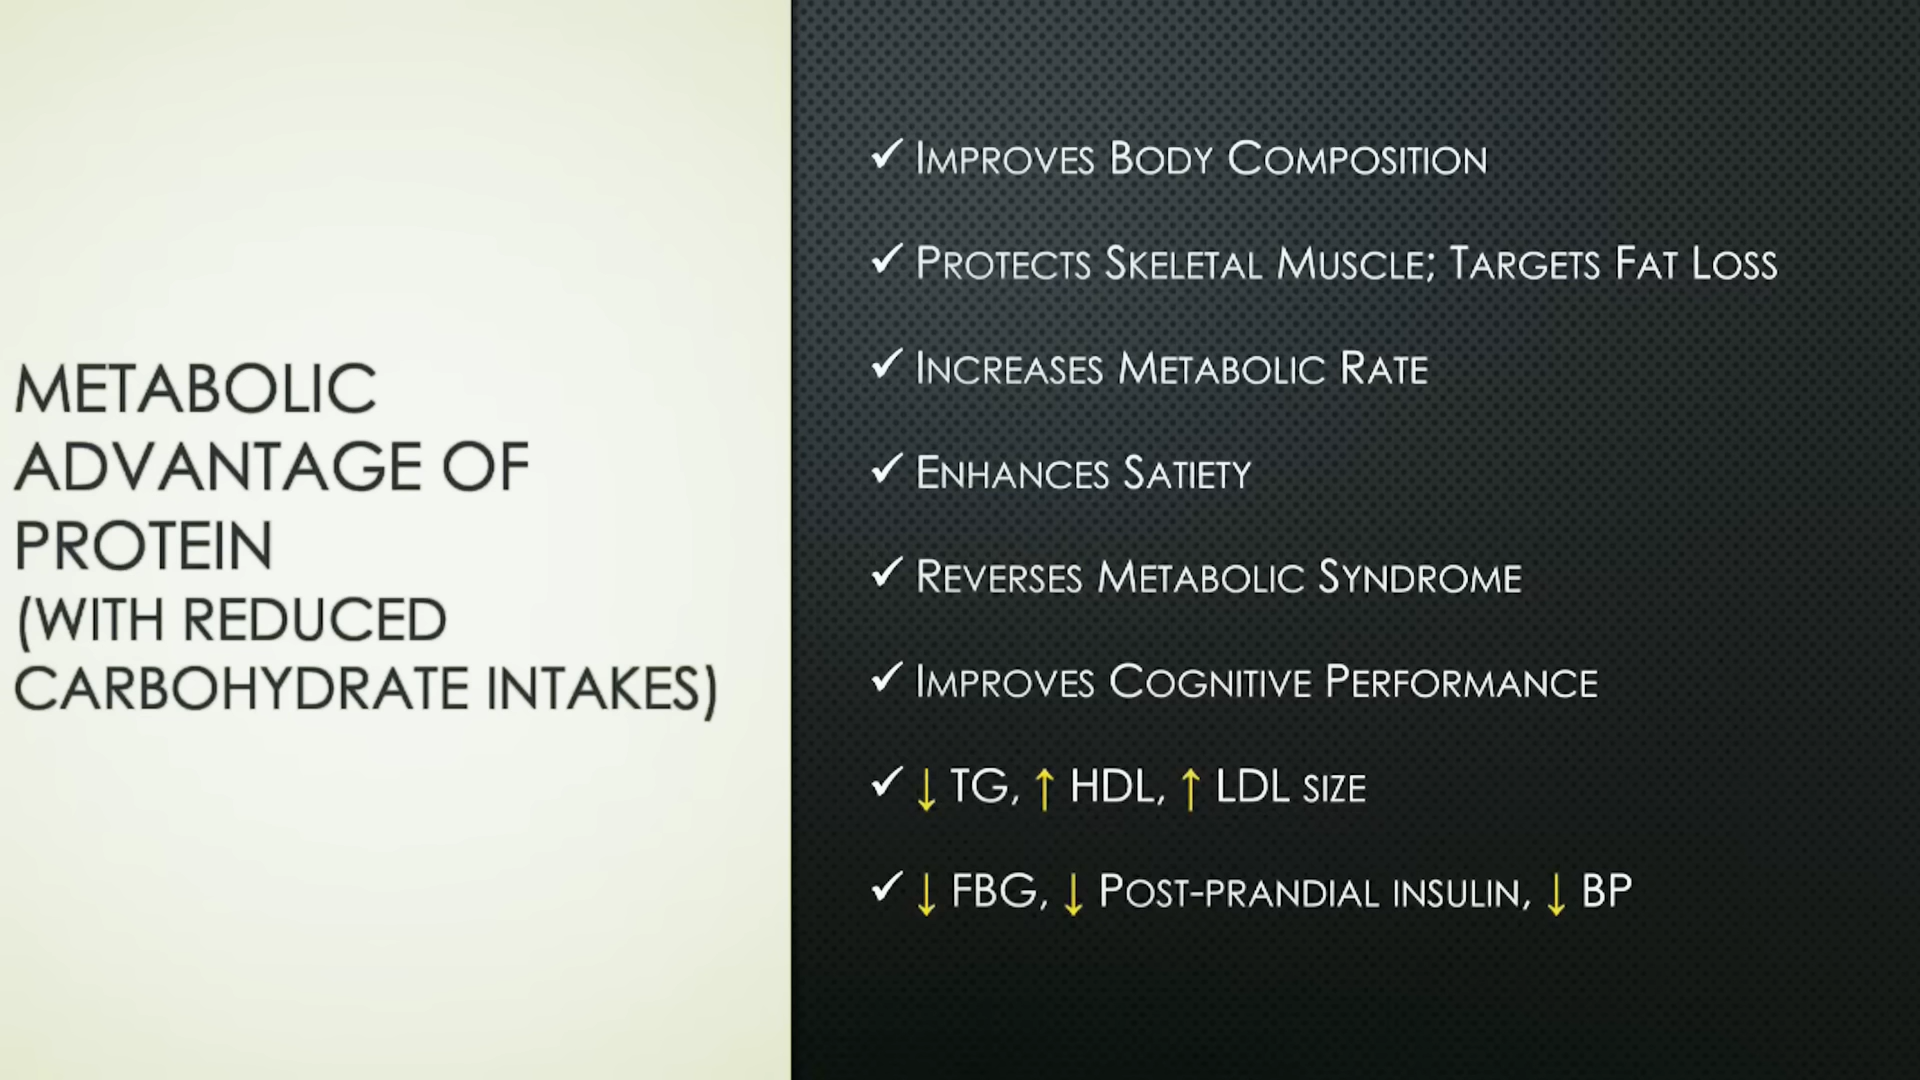 METABOLIC
ADVANTAGE OF
PROTEIN
(WITH REDUCED
CARBOHYDRATE INTAKES)
✓ IMPROVES BODY COMPOSITION
✓ PROTECTS SKELETAL MUSCLE; TARGETS FAT LOSS
✓ INCREASES METABOLIC RATE
✓ ENHANCES SATIETY
✓ REVERSES METABOLIC SYNDROME
✓ IMPROVES COGNITIVE PERFORMANCE
✓ ↓ TG, ↑ HDL, ↑ LDL SIZE
✓ ↓ FBG, ↓ POST-PRANDIAL INSULIN, ↓ BP